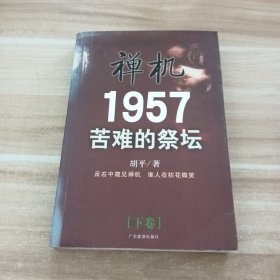 禅机
1957
苦难的祭坛
胡平/著
反右中窥见禅机 谁人在拈花微笑
[下卷]
广东旅游出版社